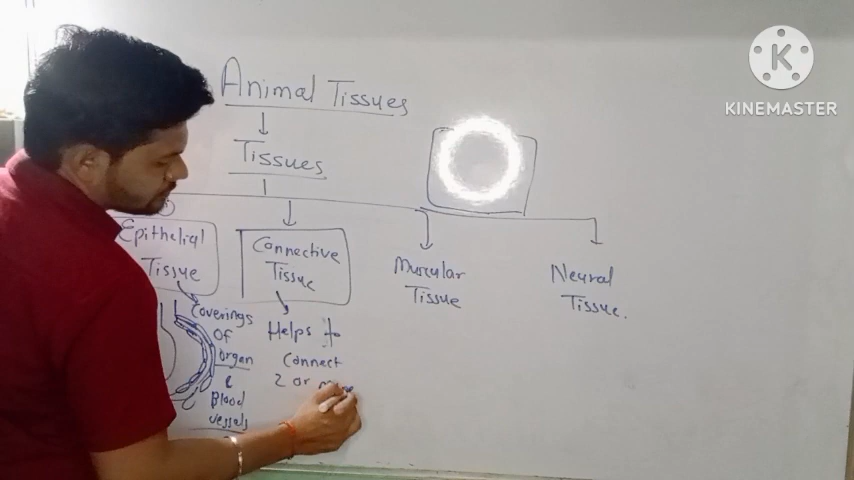 Animal Tissues
Tissues
Epithelial
Tissue
Coverings
of
organ
&
Blood
vessels
Connective
Tissue
Helps to
Connect
2 or more
Muscular
Tissue
Neural
Tissue.
K
KINEMASTER